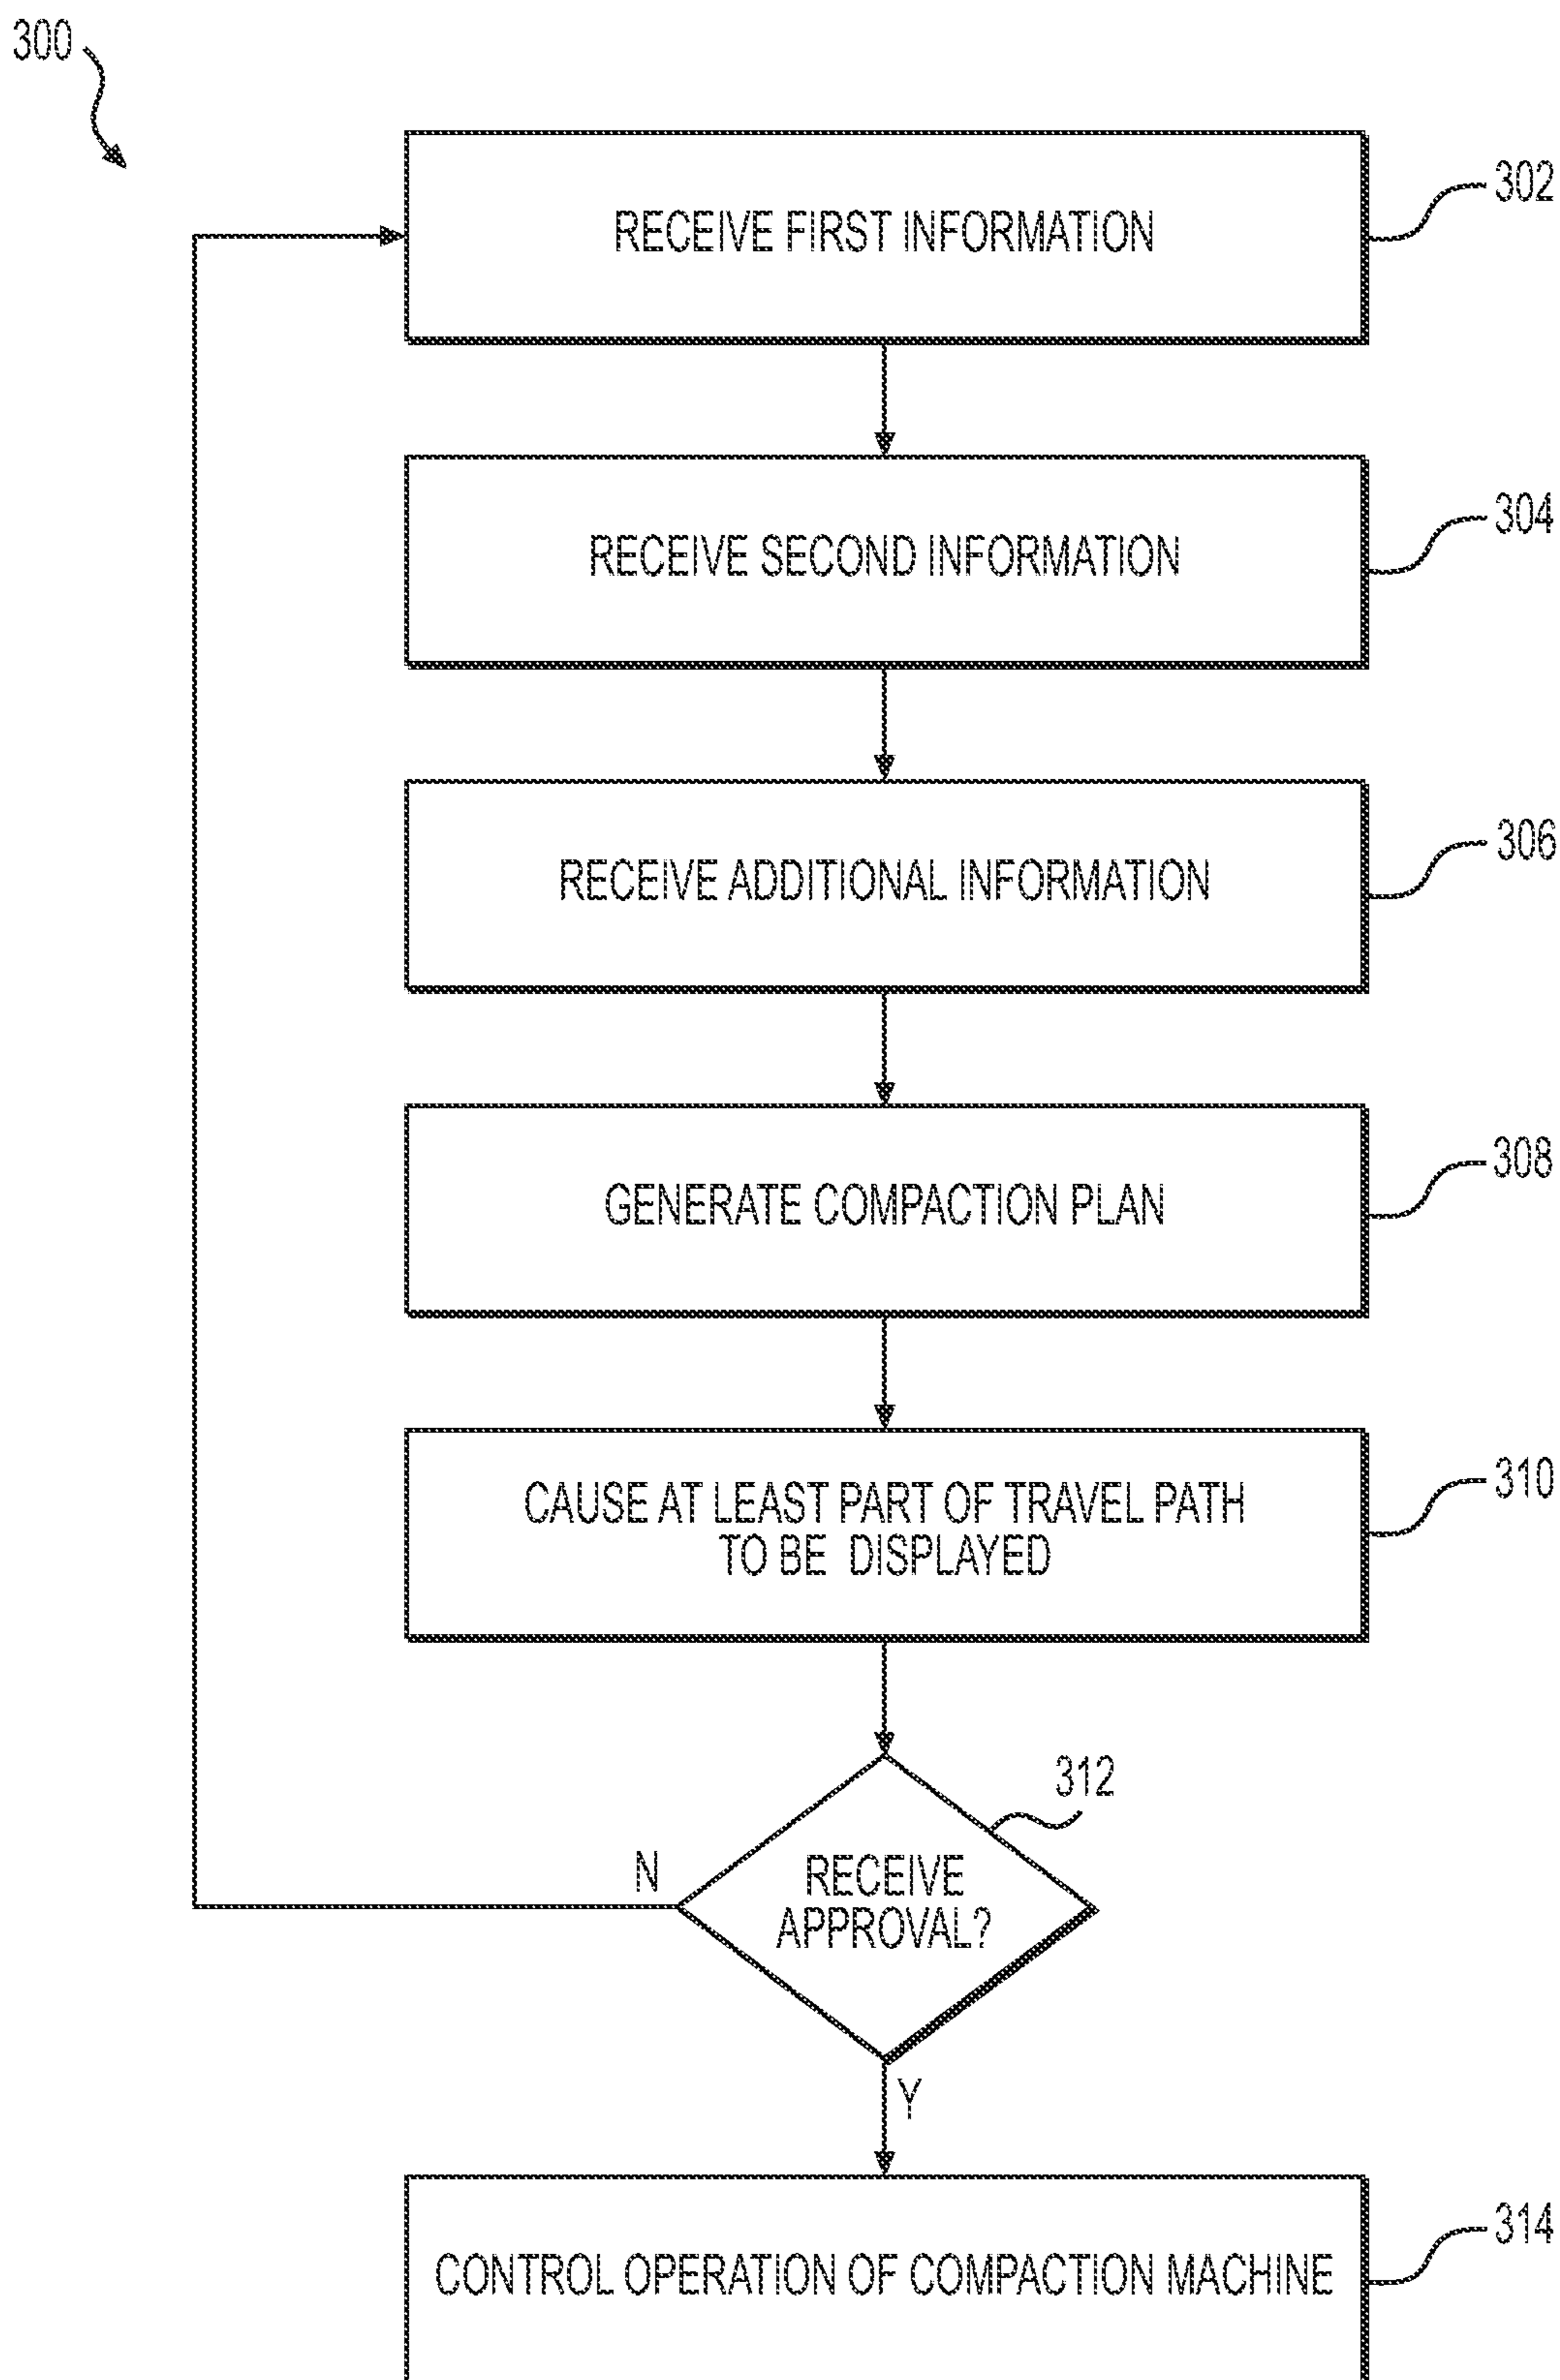 300
RECEIVE FIRST INFORMATION
302
RECEIVE SECOND INFORMATION
304
RECEIVE ADDITIONAL INFORMATION
306
GENERATE COMPACTION PLAN
308
CAUSE AT LEAST PART OF TRAVEL PATH
TO BE DISPLAYED
310
312
RECEIVE
APPROVAL?
N
Y
CONTROL OPERATION OF COMPACTION MACHINE
314